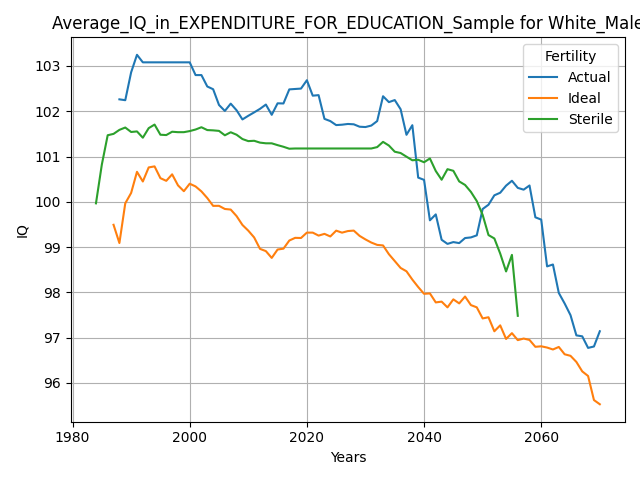 Average_IQ_in_EXPENDITURE_FOR_EDUCATION_Sample for White_Male
Fertility
Actual
Ideal
Sterile
103
102
101
100
99
98
97
96
IQ
1980
2000
2020
2040
2060
Years